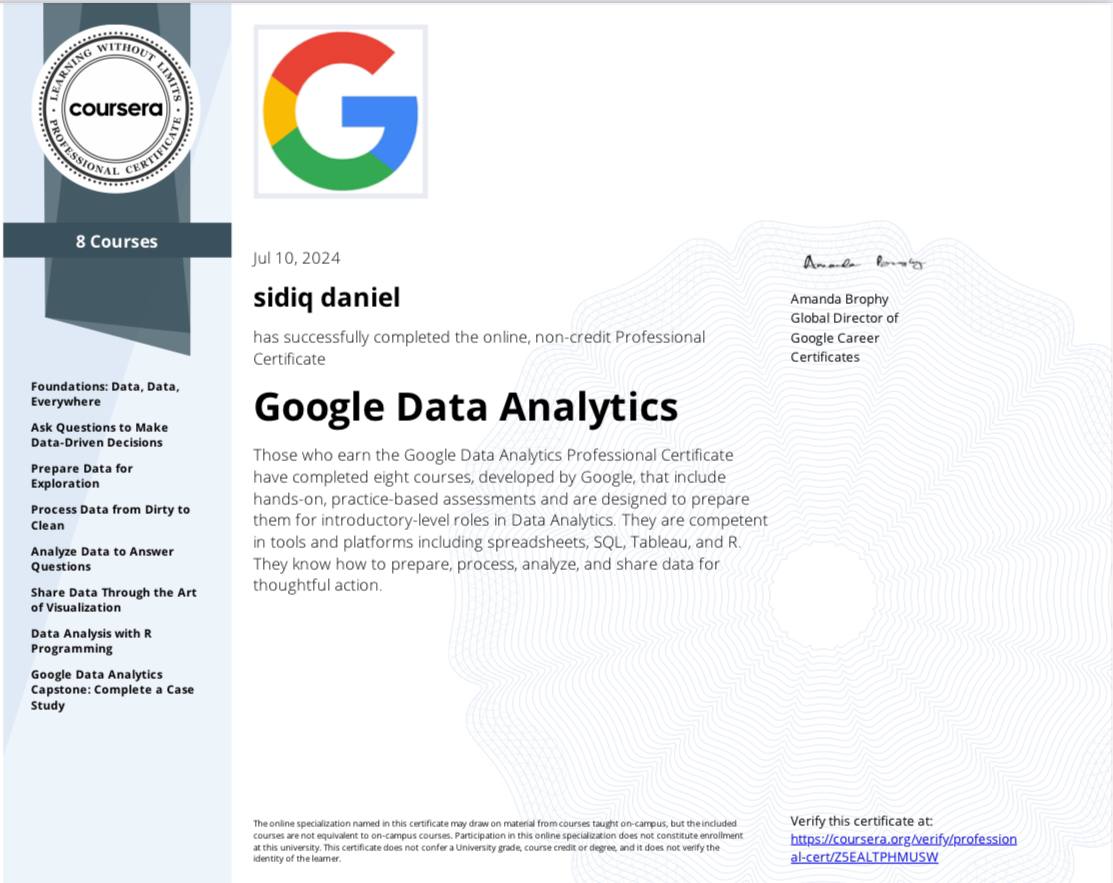 LEARNING WITHOUT LIMITS
coursera
PROFESSIONAL CERTIFICATE
8 Courses
Foundations: Data, Data,
Everywhere
Ask Questions to Make
Data-Driven Decisions
Prepare Data for
Exploration
Process Data from Dirty to
Clean
Analyze Data to Answer
Questions
Share Data Through the Art
of Visualization
Data Analysis with R
Programming
Google Data Analytics
Capstone: Complete a Case
Study
G
Jul 10, 2024
sidiq daniel
has successfully completed the online, non-credit Professional
Certificate
Google Data Analytics
Those who earn the Google Data Analytics Professional Certificate
have completed eight courses, developed by Google, that include
hands-on, practice-based assessments and are designed to prepare
them for introductory-level roles in Data Analytics. They are competent
in tools and platforms including spreadsheets, SQL, Tableau, and R.
They know how to prepare, process, analyze, and share data for
thoughtful action.
Amanda Brophy
Global Director of
Google Career
Certificates
The online specialization named in this certificate may draw on material from courses taught on-campus, but the included
courses are not equivalent to on-campus courses. Participation in this online specialization does not constitute enrollment
at this university. This certificate does not confer a University grade, course credit or degree, and it does not verify the
identity of the learner.
Verify this certificate at:
https://coursera.org/verify/profession
al-cert/Z5EALTPHMUSW